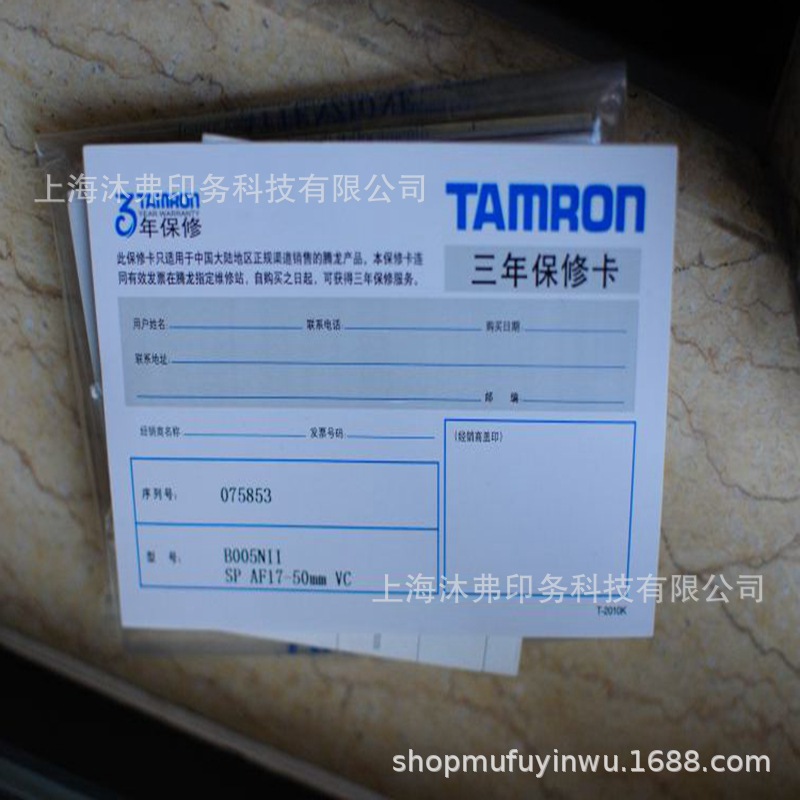 上海沐弗印务科技有限公司
3 TAMRON
YEAR WARRANTY
年保修
TAMRON
三年保修卡
此保修卡只适用于中国大陆地区正规渠道销售的腾龙产品。本保修卡连
同有效发票在腾龙指定维修站，自购买之日起，可获得三年保修服务。
用户姓名: 联系电话 购买日期
联系地址:
邮 编
经销商名称 发票号码
(经销商盖印)
序列号: 075853
型 号: B005NII
SP AF17-50mm VC
上海沐弗印务科技有限公司
T-2010K
shopmufuyinwu.1688.com